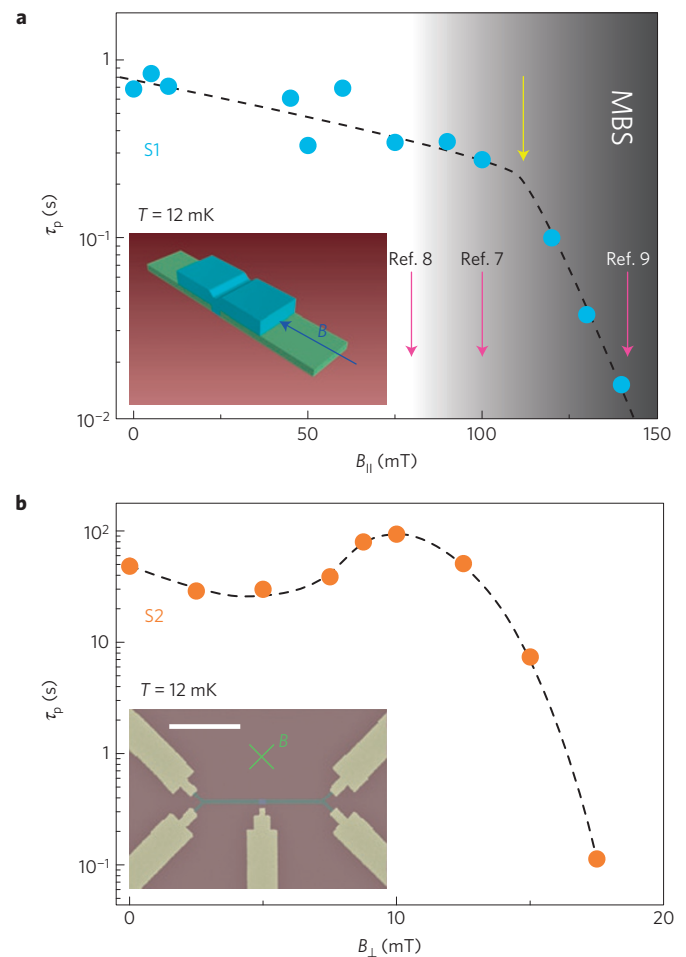 a
1
10⁻¹
10⁻²
τp (s)
S1
T = 12 mK
B
Ref. 8
Ref. 7
Ref. 9
MBS
0
50
100
150
B|| (mT)
b
10²
10
1
10⁻¹
τp (s)
S2
T = 12 mK
B
0
10
20
B⊥ (mT)